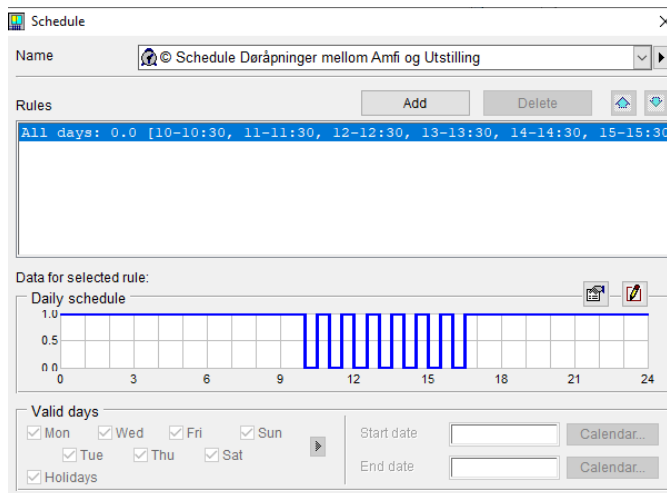 Schedule
Name
© Schedule Døråpninger mellom Amfi og Utstilling
Rules
Add
Delete
All days: 0.0 [10-10:30, 11-11:30, 12-12:30, 13-13:30, 14-14:30, 15-15:30
Data for selected rule:
Daily schedule
1.0
0.5
0.0
0 3 6 9 12 15 18 21 24
Valid days
Mon Wed Fri Sun
Tue Thu Sat
Holidays
Start date
Calendar...
End date
Calendar...